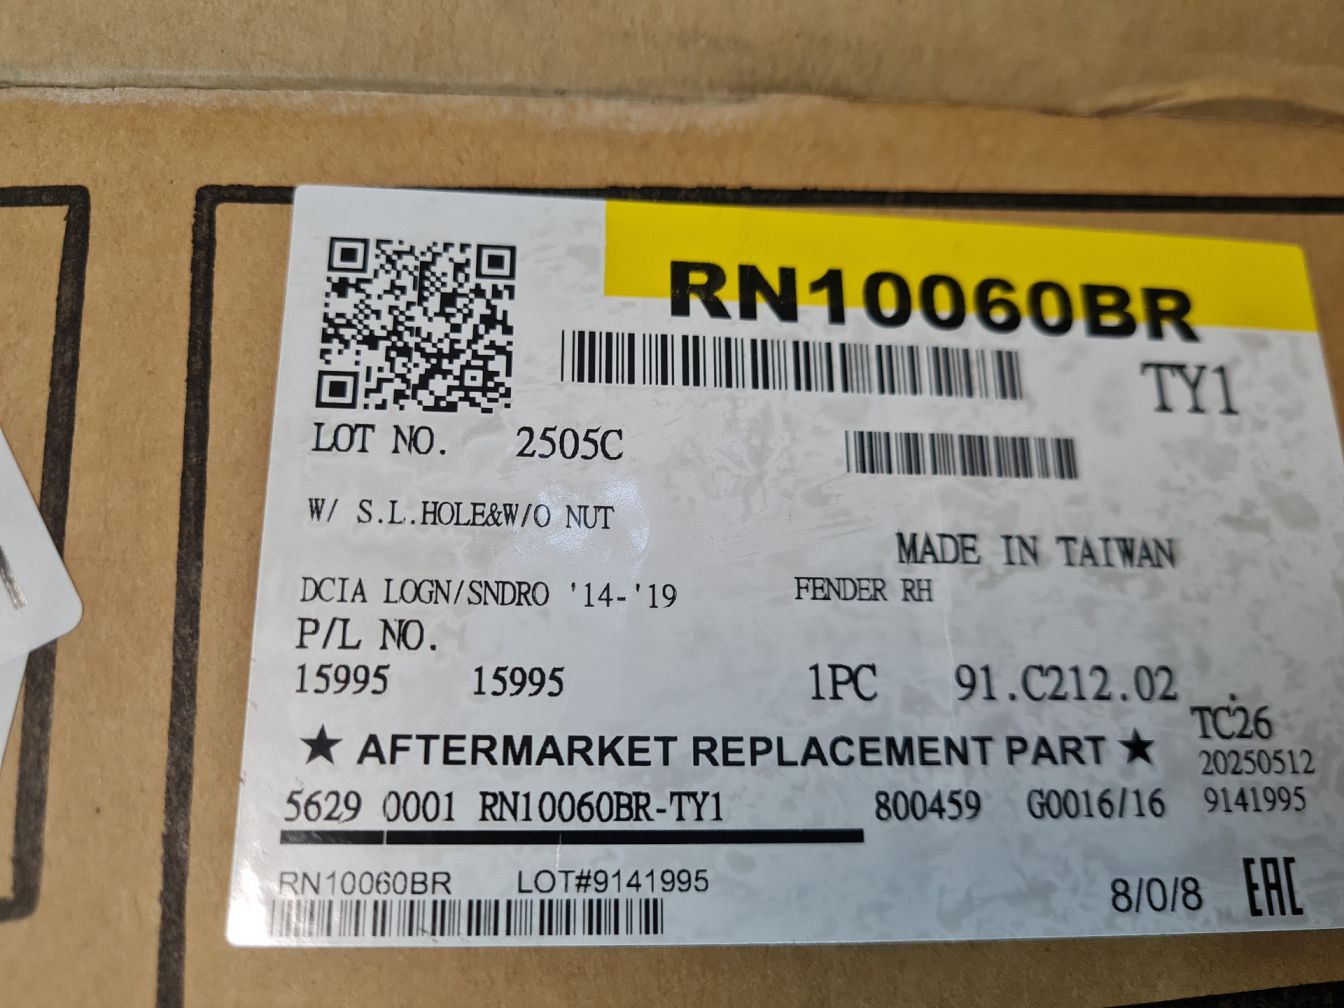 RN10060BR
TY1
LOT NO. 2505C
W/ S.L.HOLE&W/O NUT
MADE IN TAIWAN
DCIA LOGN/SNDRO '14-'19 FENDER RH
P/L NO.
15995 15995 1PC 91.C212.02
TC26
★ AFTERMARKET REPLACEMENT PART ★
20250512
5629 0001 RN10060BR-TY1 800459 G0016/16 9141995
RN10060BR LOT#9141995
8/0/8 EAC